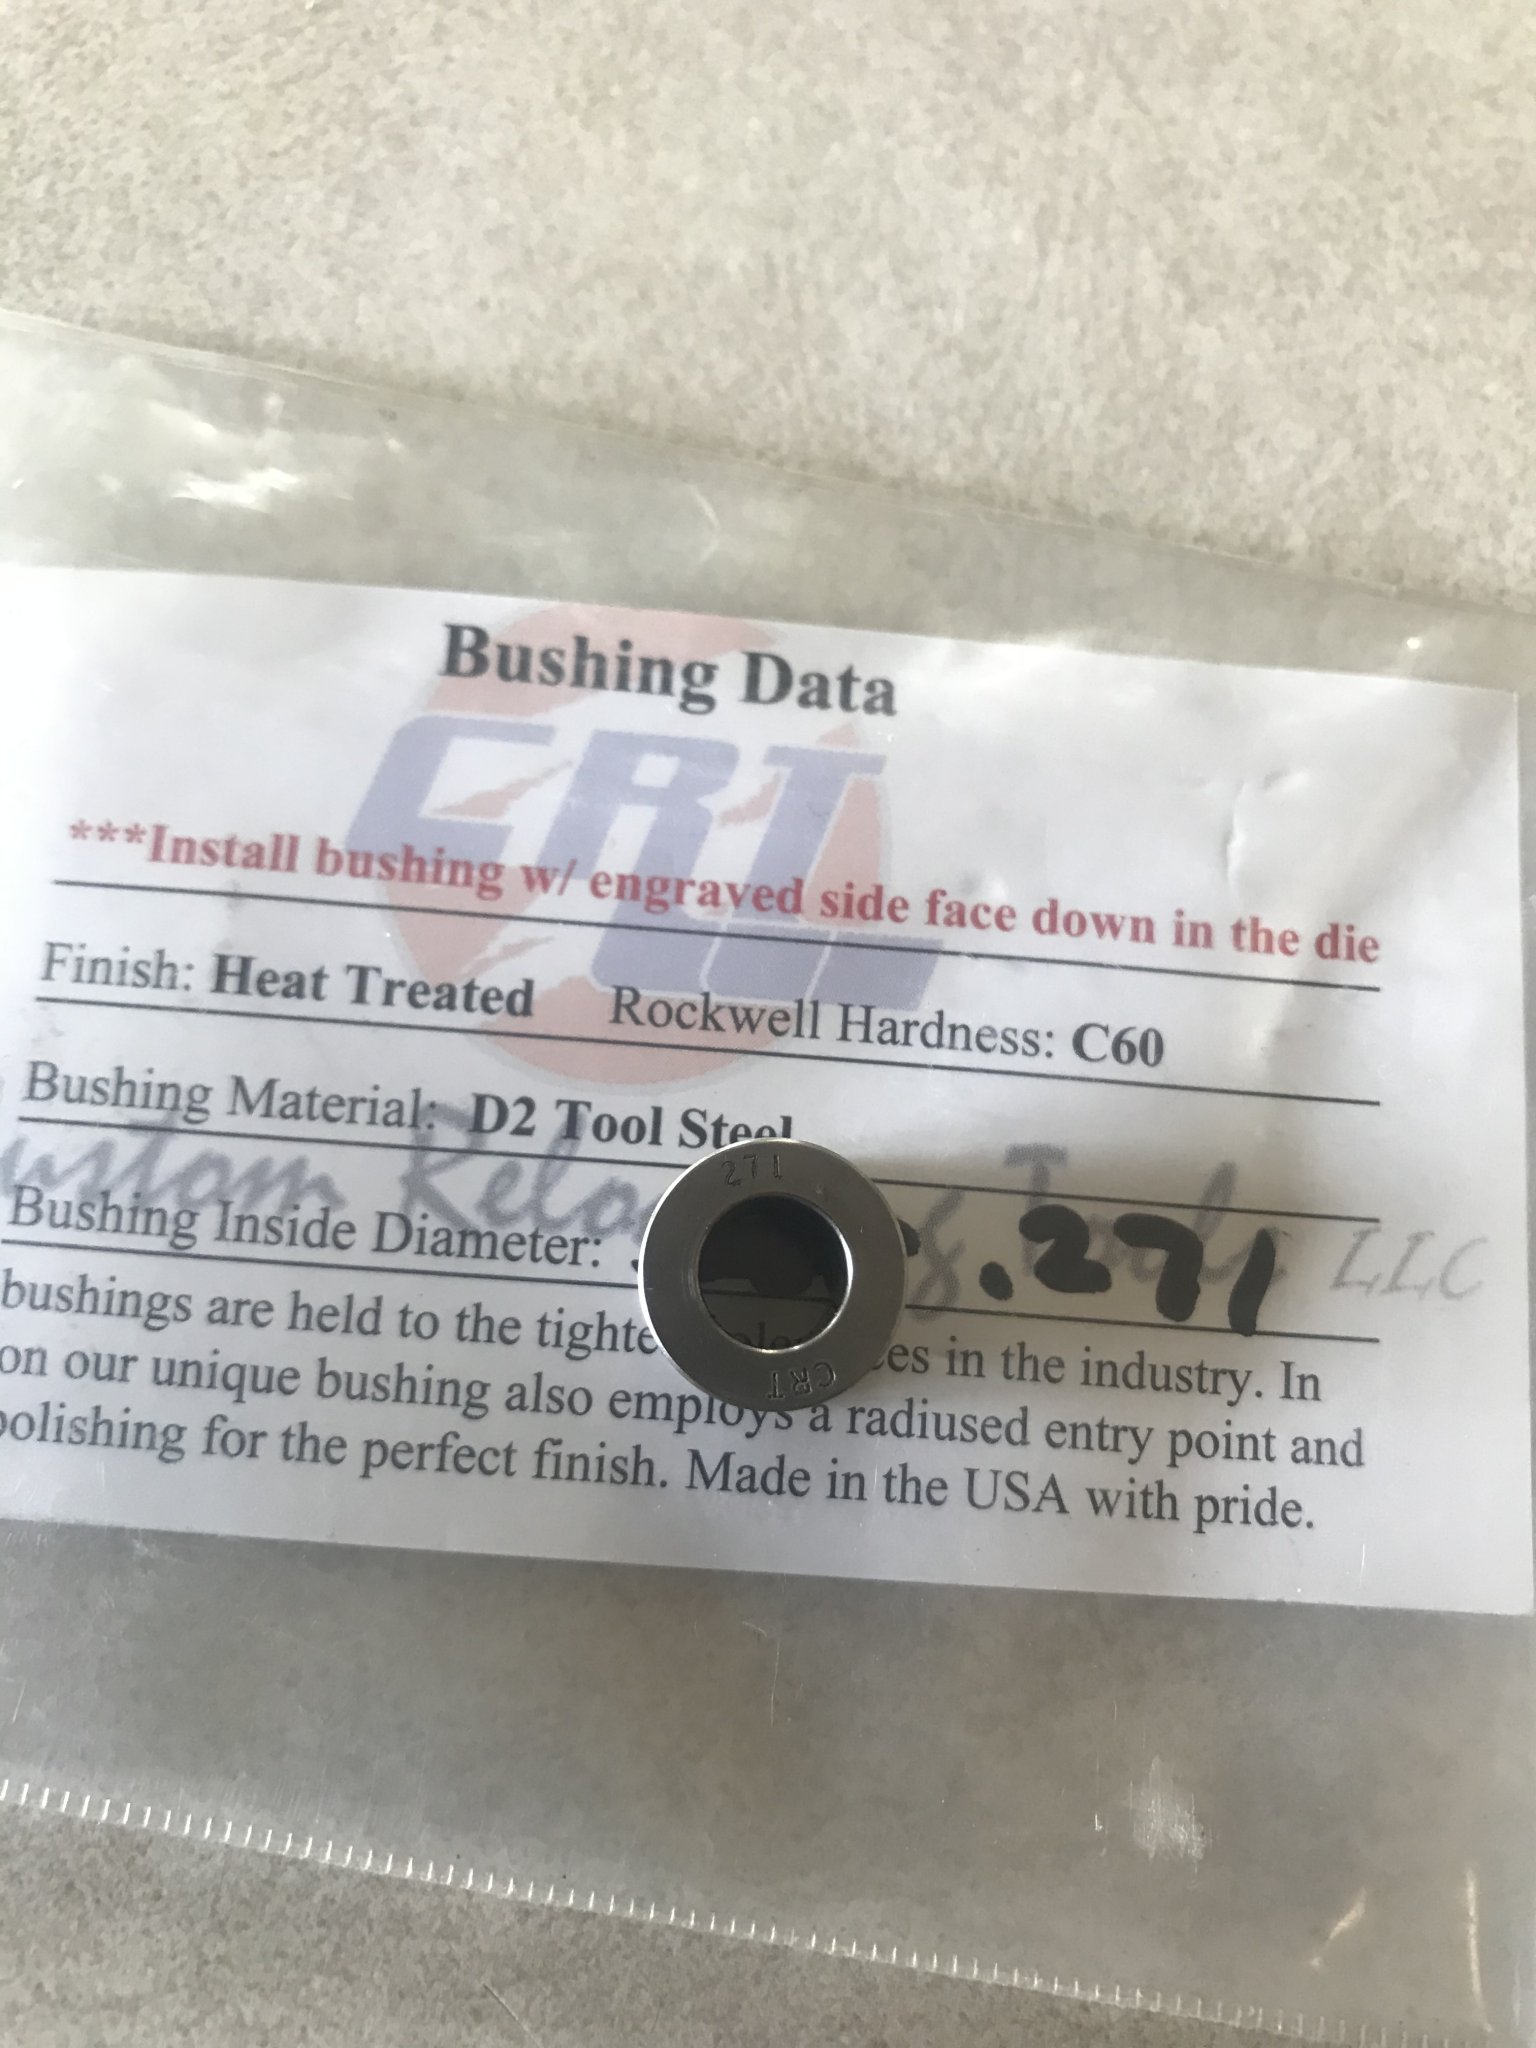 Bushing Data
CRT
LLC
***Install bushing w/ engraved side face down in the die
Finish: Heat Treated Rockwell Hardness: C60
Bushing Material: D2 Tool Steel
LLC
Bushing Inside Diameter: .271
271
CRT
bushings are held to the in the industry. In
on our unique bushing also employs a radiused entry point and
polishing for the perfect finish. Made in the USA with pride.